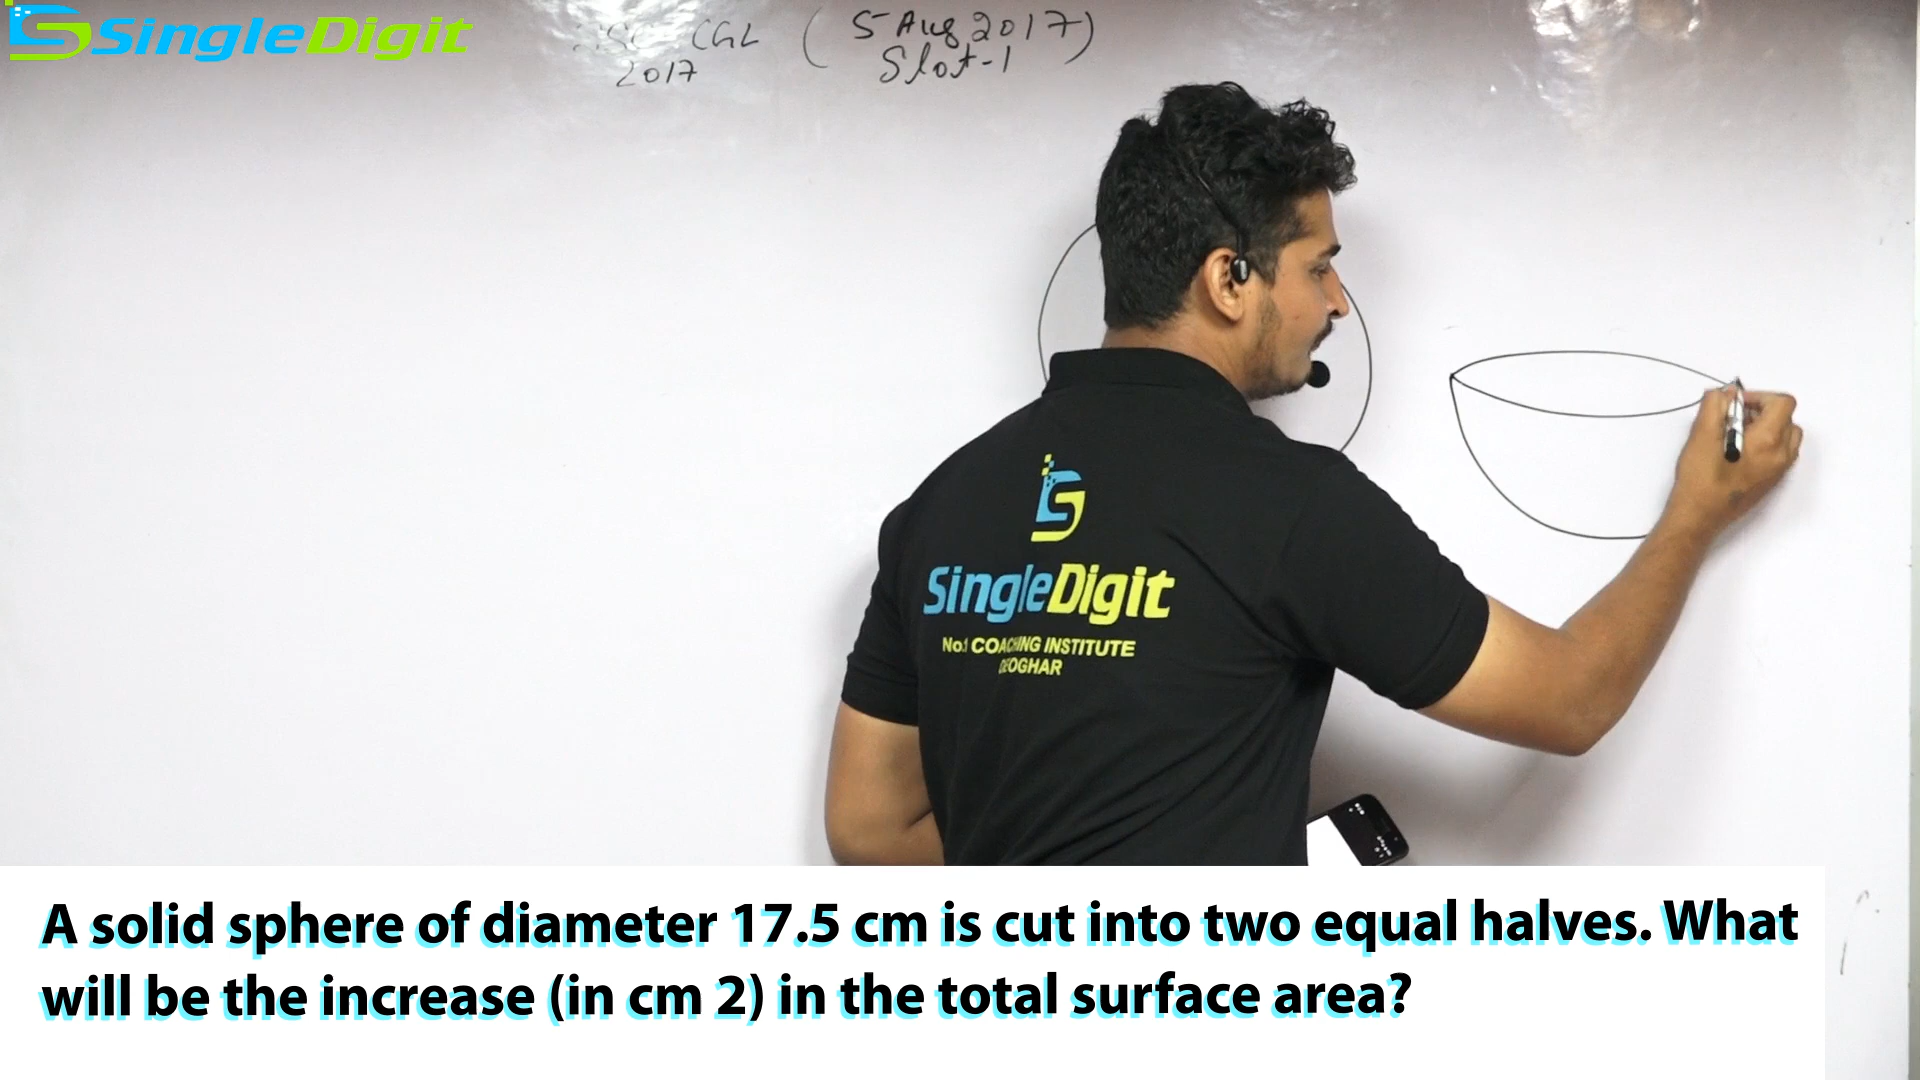 SingleDigit
CGL (5 Aug 2017)
2017 Slot-1
SingleDigit
No.1 COACHING INSTITUTE
DEOGHAR
A solid sphere of diameter 17.5 cm is cut into two equal halves. What
will be the increase (in cm 2) in the total surface area?